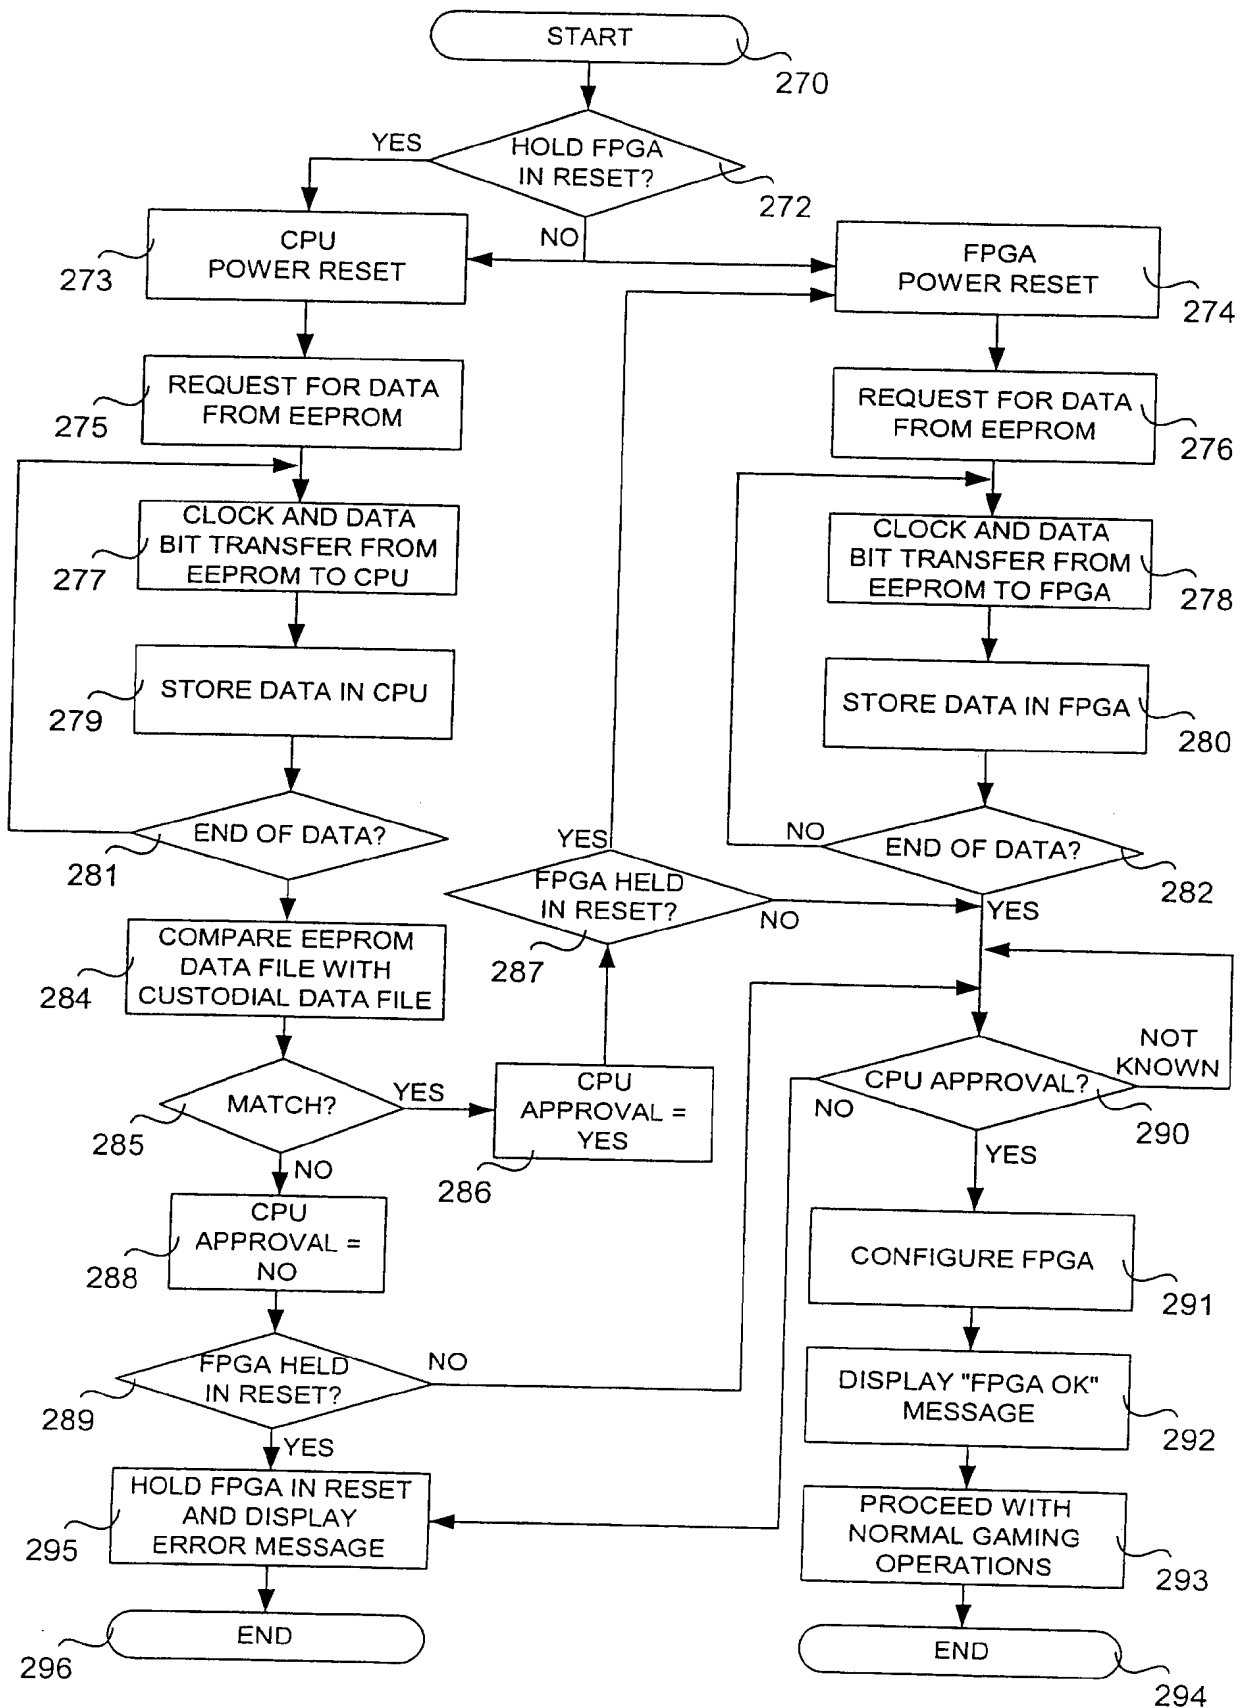 START
270
YES
HOLD FPGA
IN RESET?
272
NO
CPU
POWER RESET
273
FPGA
POWER RESET
274
REQUEST FOR DATA
FROM EEPROM
275
REQUEST FOR DATA
FROM EEPROM
276
CLOCK AND DATA
BIT TRANSFER FROM
EEPROM TO CPU
277
CLOCK AND DATA
BIT TRANSFER FROM
EEPROM TO FPGA
278
STORE DATA IN CPU
279
STORE DATA IN FPGA
280
END OF DATA?
281
YES
NO
END OF DATA?
282
FPGA HELD
IN RESET?
NO
YES
287
COMPARE EEPROM
DATA FILE WITH
CUSTODIAL DATA FILE
284
NOT
KNOWN
MATCH?
YES
285
CPU
APPROVAL =
YES
286
CPU APPROVAL?
NO
290
NO
YES
CPU
APPROVAL =
NO
288
CONFIGURE FPGA
291
FPGA HELD
IN RESET?
NO
289
DISPLAY "FPGA OK"
MESSAGE
292
YES
HOLD FPGA IN RESET
AND DISPLAY
ERROR MESSAGE
295
PROCEED WITH
NORMAL GAMING
OPERATIONS
293
END
296
END
294